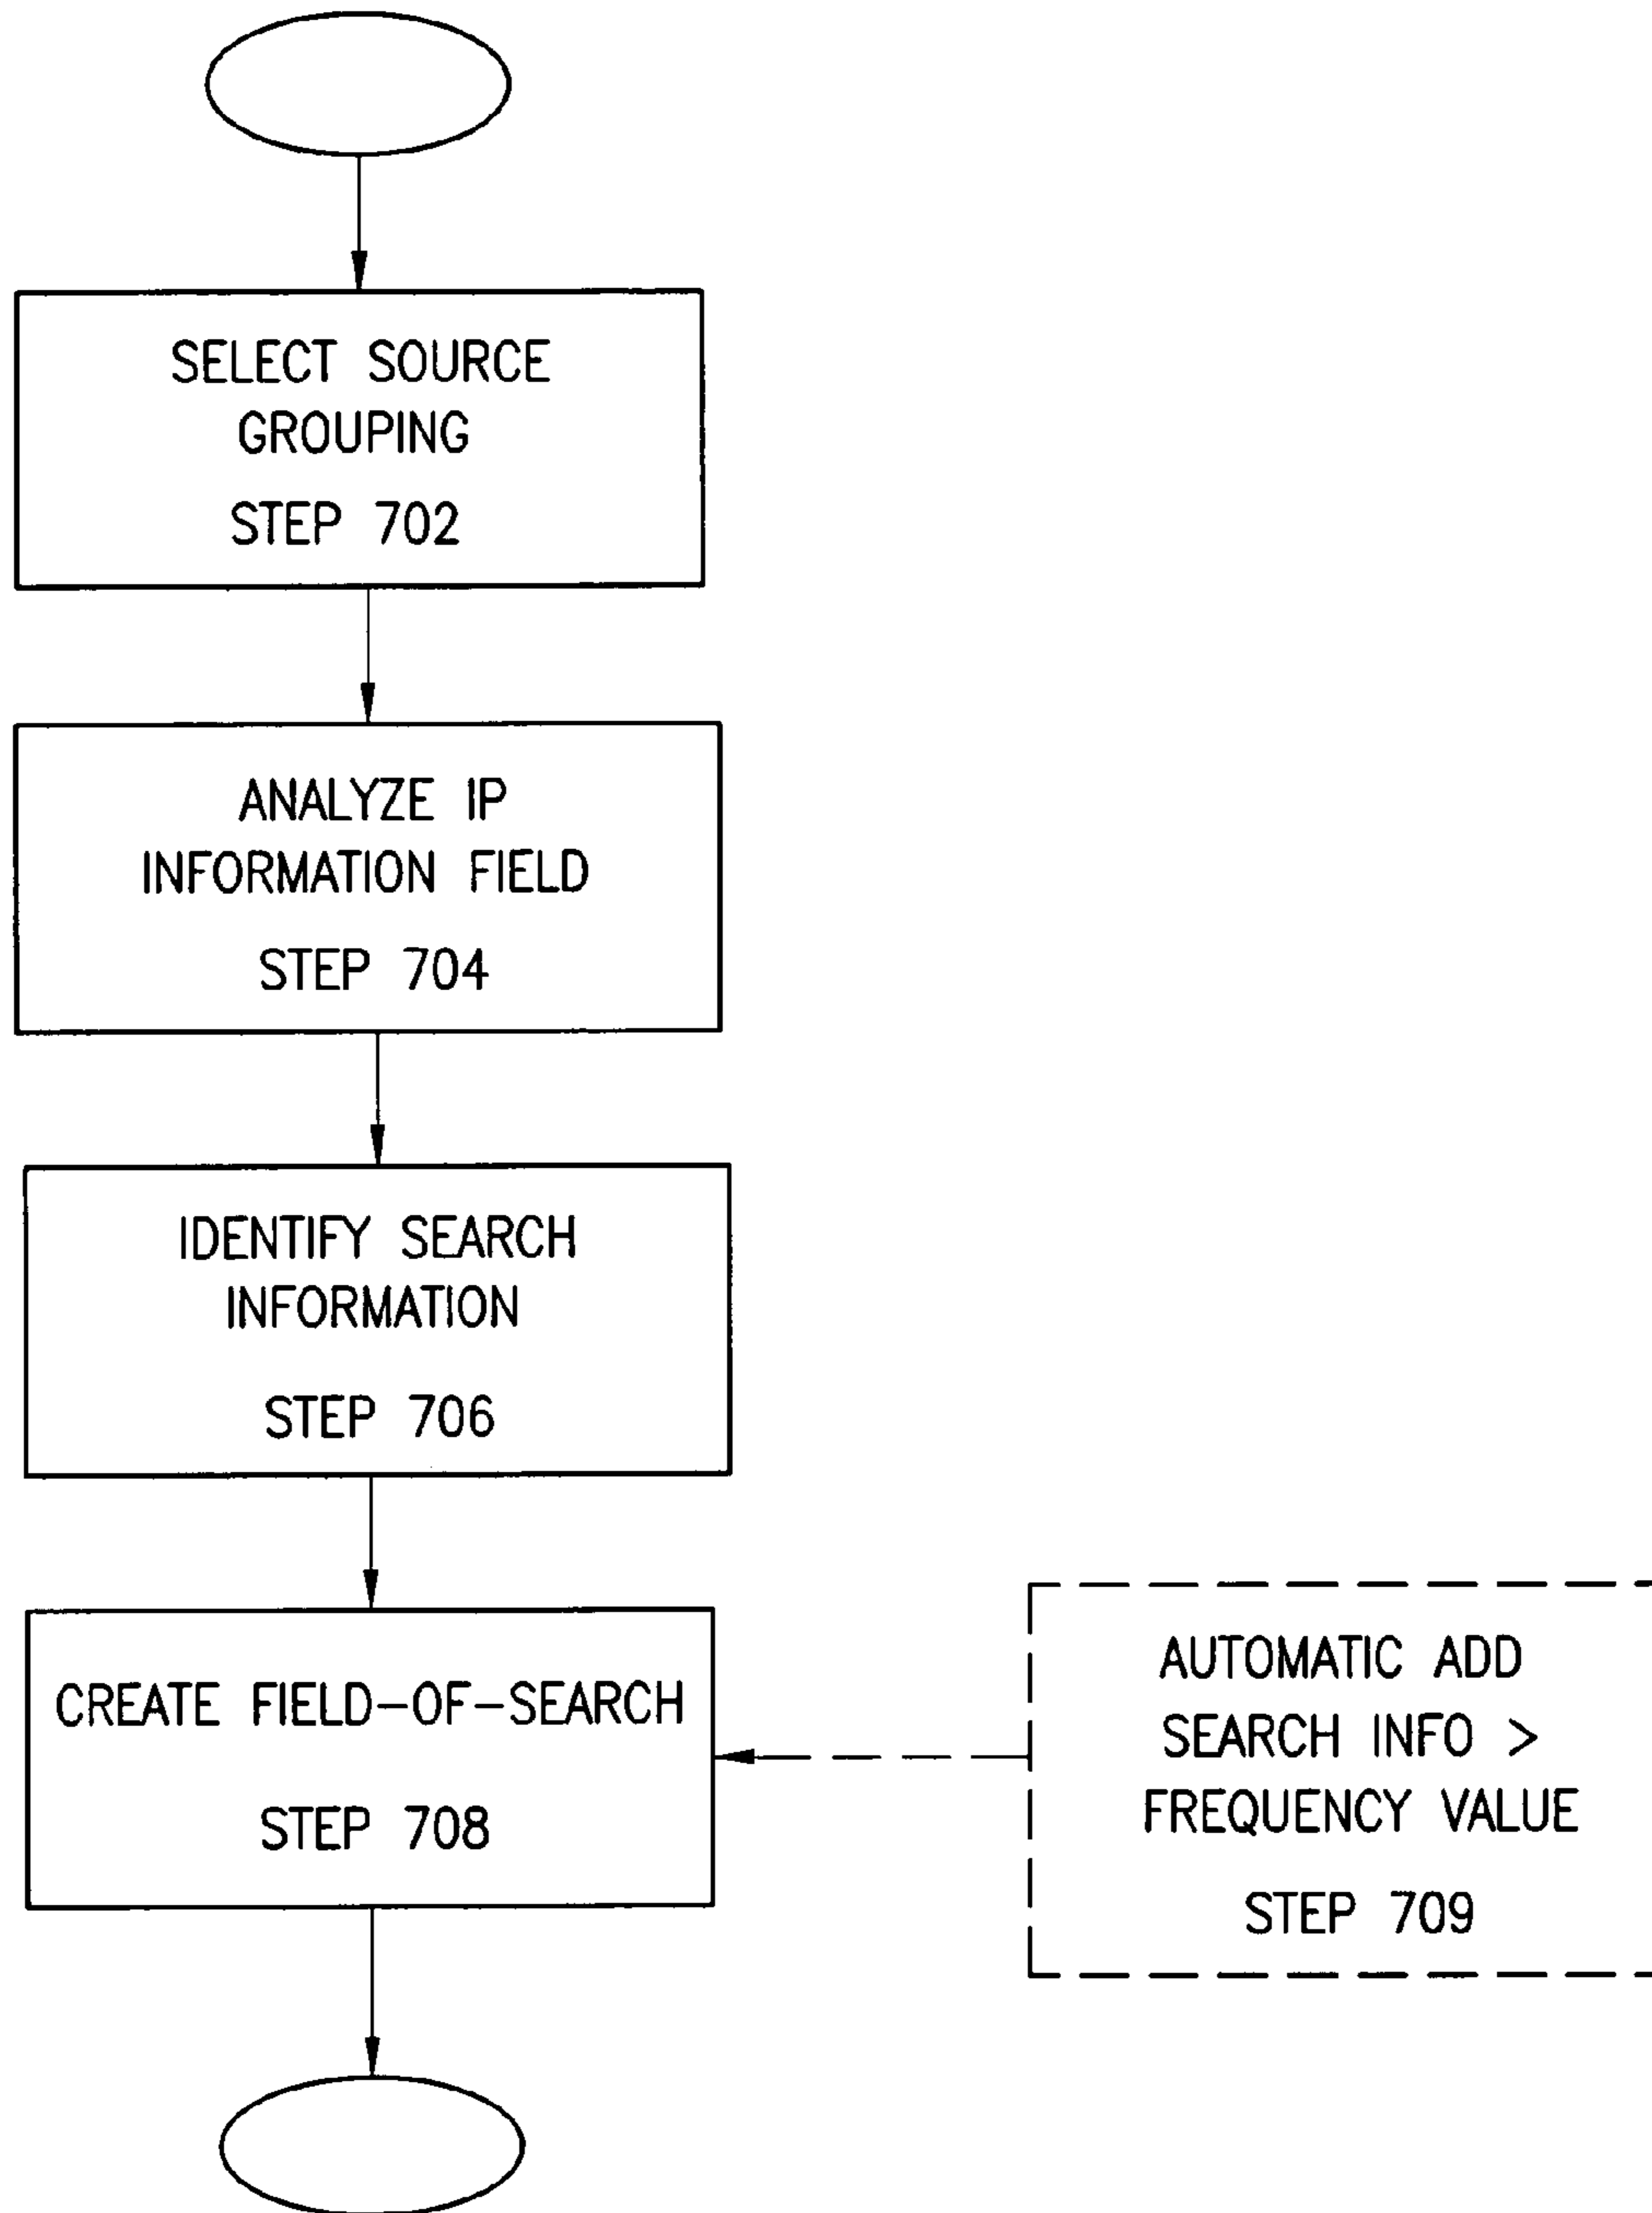 SELECT SOURCE
GROUPING
STEP 702
ANALYZE IP
INFORMATION FIELD
STEP 704
IDENTIFY SEARCH
INFORMATION
STEP 706
CREATE FIELD-OF-SEARCH
STEP 708
AUTOMATIC ADD
SEARCH INFO >
FREQUENCY VALUE
STEP 709